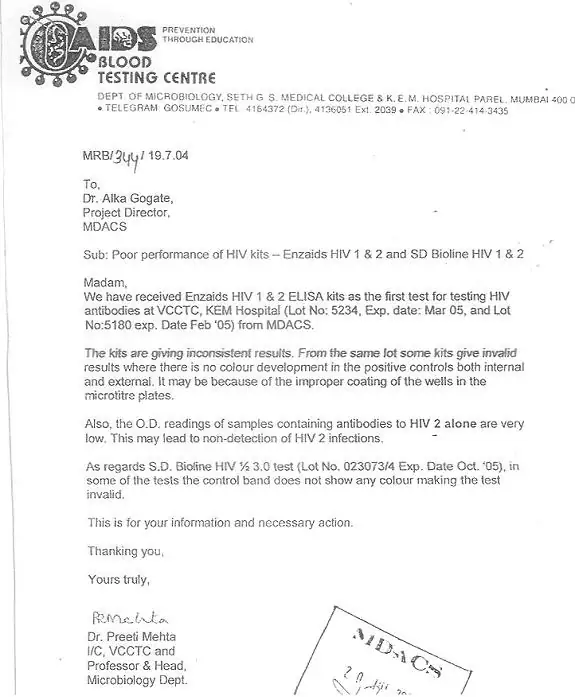 AIDS
PREVENTION
THROUGH EDUCATION
BLOOD
TESTING CENTRE
DEPT OF MICROBIOLOGY, SETH G. S. MEDICAL COLLEGE & K. E. M. HOSPITAL PAREL, MUMBAI 400 0
• TELEGRAM GOSUMEC • TEL 4164372 (Dir.), 4136051 Ext. 2039 • FAX : 091-22-414-3435
MRB/344/ 19.7.04
To,
Dr. Alka Gogate,
Project Director,
MDACS
Sub: Poor performance of HIV kits – Enzaids HIV 1 & 2 and SD Bioline HIV 1 & 2
Madam,
We have received Enzaids HIV 1 & 2 ELISA kits as the first test for testing HIV
antibodies at VCCTC, KEM Hospital (Lot No: 5234, Exp. date: Mar 05, and Lot
No:5180 exp. Date Feb '05) from MDACS.
The kits are giving inconsistent results. From the same lot some kits give invalid
results where there is no colour development in the positive controls both internal
and external. It may be because of the improper coating of the wells in the
microtitre plates.
Also, the O.D. readings of samples containing antibodies to HIV 2 alone are very
low. This may lead to non-detection of HIV 2 infections.
As regards S.D. Bioline HIV ½ 3.0 test (Lot No. 023073/4 Exp. Date Oct. '05), in
some of the tests the control band does not show any colour making the test
invalid.
This is for your information and necessary action.
Thanking you,
Yours truly,
PRMehta
Dr. Preeti Mehta
I/C, VCCTC and
Professor & Head,
Microbiology Dept.
MDACS